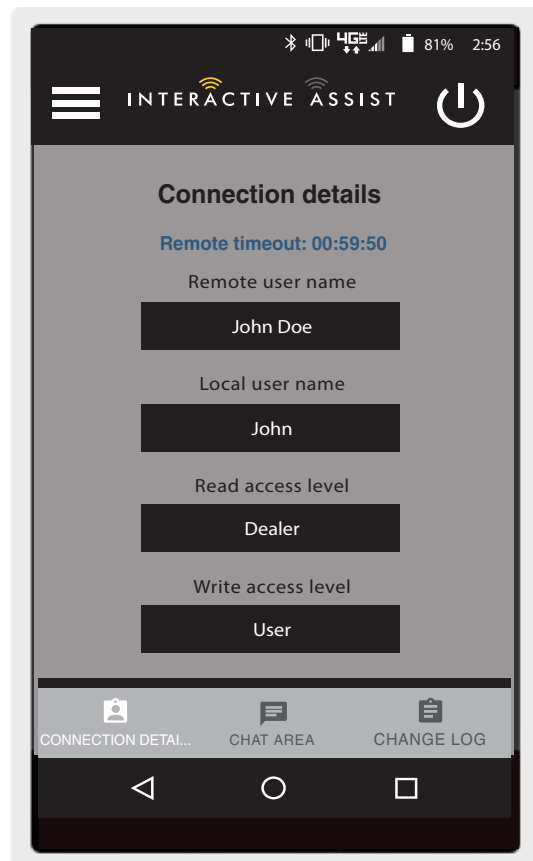 4G 81% 2:56
INTERACTIVE ASSIST
Connection details
Remote timeout: 00:59:50
Remote user name
John Doe
Local user name
John
Read access level
Dealer
Write access level
User
CONNECTION DETAI... CHAT AREA CHANGE LOG